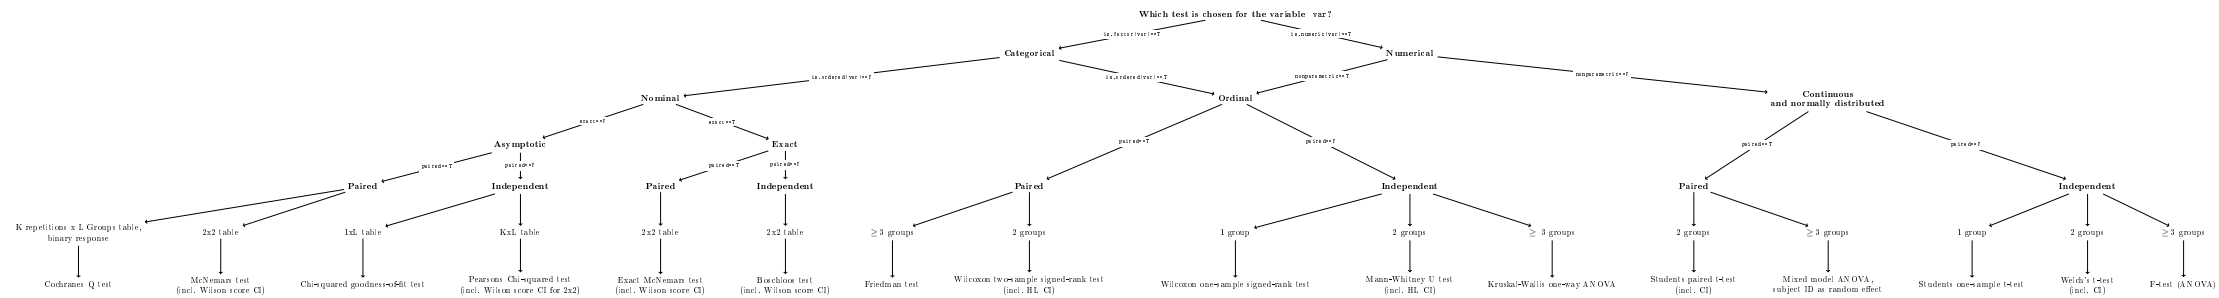 Which test is chosen for the variable var?
is.factor(var)==T
is.numeric(var)==T
Categorical
Numerical
is.ordered(var)==F
is.ordered(var)==T
nonparametric==T
nonparametric==F
Nominal
Ordinal
Continuous
and normally distributed
exact==F
exact==T
paired==T
paired==F
paired==T
paired==F
Asymptotic
Exact
paired==T
paired==F
paired==T
paired==F
Paired
Independent
Paired
Independent
Paired
Independent
Paired
Independent
K repetitions x L Groups table,
binary response
2x2 table
1xL table
KxL table
2x2 table
2x2 table
≥3 groups
2 groups
1 group
2 groups
≥ 3 groups
2 groups
≥3 groups
1 group
2 groups
≥3 groups
Cochranes Q test
McNemars test
(incl. Wilson score CI)
Chi-squared goodness-of-fit test
Pearsons Chi-squared test
(incl. Wilson score CI for 2x2)
Exact McNemars test
(incl. Wilson score CI)
Boschloos test
(incl. Wilson score CI)
Friedman test
Wilcoxon two-sample signed-rank test
(incl. HL CI)
Wilcoxon one-sample signed-rank test
Mann-Whitney U test
(incl. HL CI)
Kruskal-Wallis one-way ANOVA
Students paired t-test
(incl. CI)
Mixed model ANOVA,
subject ID as random effect
Students one-sample t-test
Welch's t-test
(incl. CI)
F-test (ANOVA)